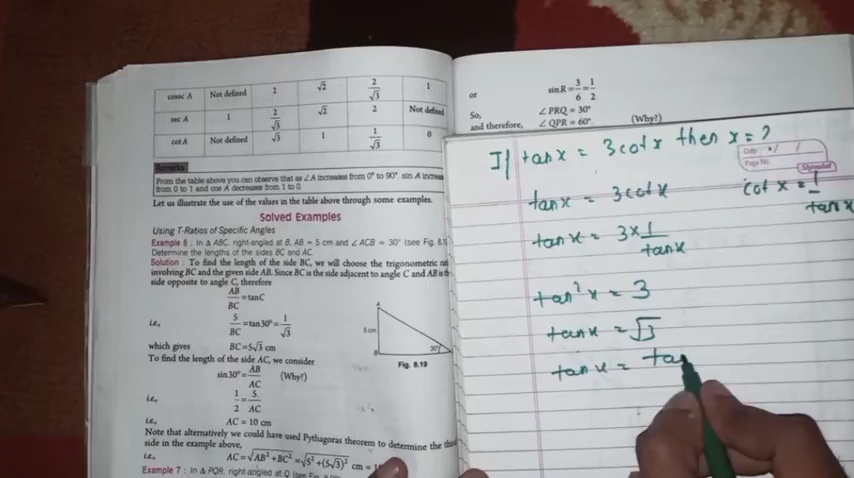 cosec A Not defined 2 √2 2/√3 1
sec A 1 2/√3 √2 2 Not defined
cot A Not defined √3 1 1/√3 0
Remarks
From the table above you can observe that as ∠A increases from 0° to 90°, sin A increase
from 0 to 1 and cos A decreases from 1 to 0.
Let us illustrate the use of the values in the table above through some examples.
Solved Examples
Using T-Ratios of Specific Angles
Example 6 : In Δ ABC, right-angled at B, AB = 5 cm and ∠ ACB = 30° (see Fig. 8.19
Determine the lengths of the sides BC and AC.
Solution : To find the length of the side BC, we will choose the trigonometric
involving BC and the given side AB. Since BC is the side adjacent to angle C and AB is
side opposite to angle C, therefore
AB/BC = tan C
i.e, 5/BC = tan 30° = 1/√3
which gives BC = 5√3 cm
To find the length of the side AC, we consider
sin 30° = AB/AC (Why?)
i.e, 1/2 = 5/AC
i.e, AC = 10 cm
Note that alternatively we could have used Pythagoras theorem to determine the
side in the example above,
i.e, AC = √AB² + BC² = √5² + (5√3)² cm = 1
Example 7 : In Δ PQR, right-angled at Q (see Fig.
A
5 cm
B
30°
Fig. 8.19
or sin R = 3/6 = 1/2
So, ∠ PRQ = 30°
and therefore, ∠ QPR = 60°. (Why?)
If tan x = 3 cot x then x = ?
Date / /
Page No.
tan x = 3 cot x
cot x = 1/tan x
tan x = 3 × 1/tan x
tan² x = 3
tan x = √3
tan x = ta